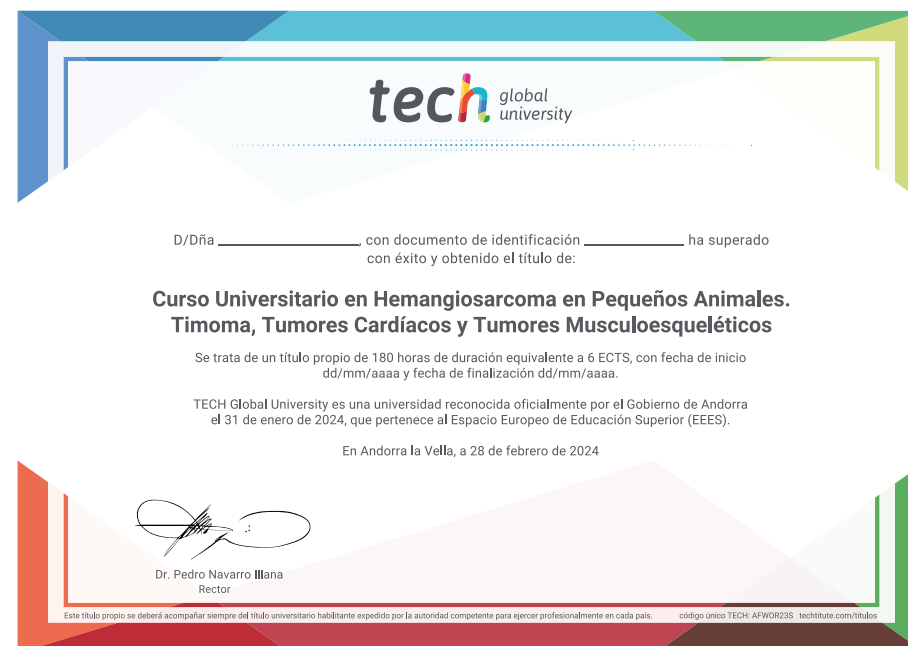 tech global university
D/Dña ____________________, con documento de identificación ______________ ha superado
con éxito y obtenido el título de:
Curso Universitario en Hemangiosarcoma en Pequeños Animales.
Timoma, Tumores Cardíacos y Tumores Musculoesqueléticos
Se trata de un título propio de 180 horas de duración equivalente a 6 ECTS, con fecha de inicio
dd/mm/aaaa y fecha de finalización dd/mm/aaaa.
TECH Global University es una universidad reconocida oficialmente por el Gobierno de Andorra
el 31 de enero de 2024, que pertenece al Espacio Europeo de Educación Superior (EEES).
En Andorra la Vella, a 28 de febrero de 2024
Dr. Pedro Navarro Illana
Rector
Este título propio se deberá acompañar siempre del título universitario habilitante expedido por la autoridad competente para ejercer profesionalmente en cada país. código único TECH: AFWOR23S techtitute.com/titulos